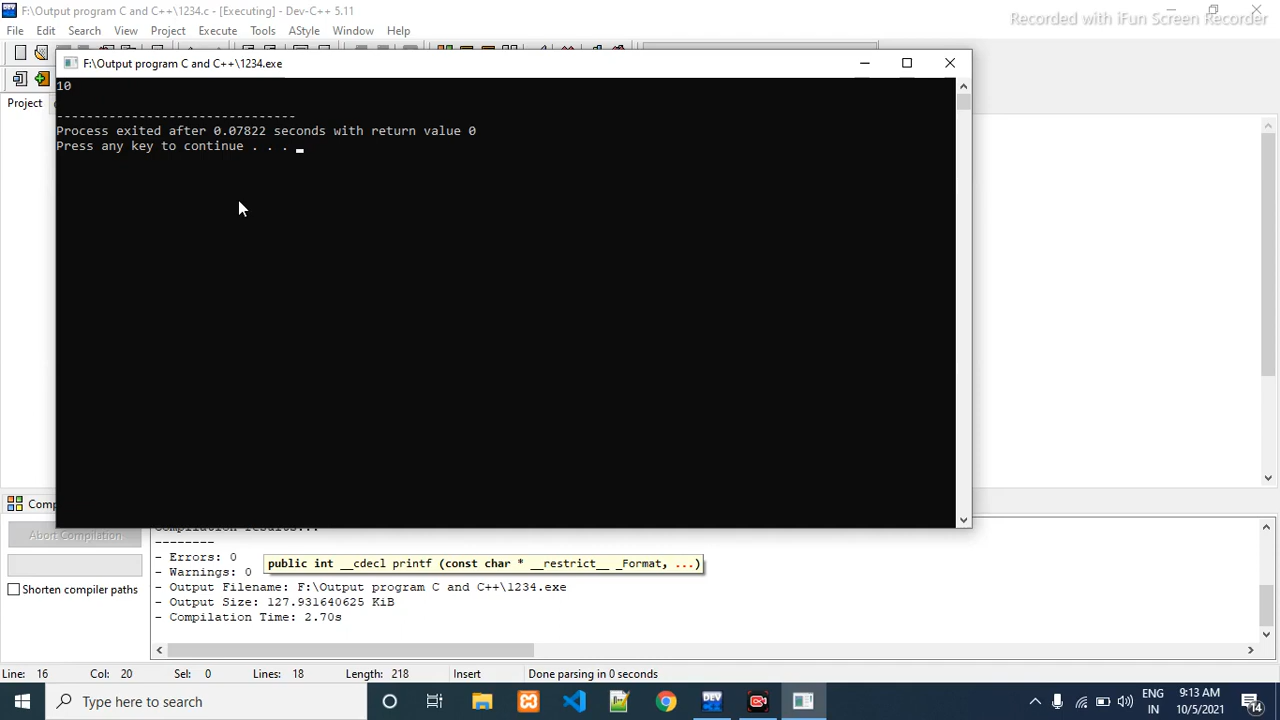 F:\Output program C and C++\1234.c - [Executing] - Dev-C++ 5.11
Recorded with iFun Screen Recorder
File Edit Search View Project Execute Tools AStyle Window Help
F:\Output program C and C++\1234.exe
Project
10
--------------------------------
Process exited after 0.07822 seconds with return value 0
Press any key to continue . . .
Comp
Abort Compilation
Shorten compiler paths
Compilation results...
--------
- Errors: 0
- Warnings: 0
public int __cdecl printf (const char * __restrict__ _Format, ...)
- Output Filename: F:\Output program C and C++\1234.exe
- Output Size: 127.931640625 KiB
- Compilation Time: 2.70s
Line: 16 Col: 20 Sel: 0 Lines: 18 Length: 218 Insert Done parsing in 0 seconds
Type here to search
DEV
ENG
IN
9:13 AM
10/5/2021
14